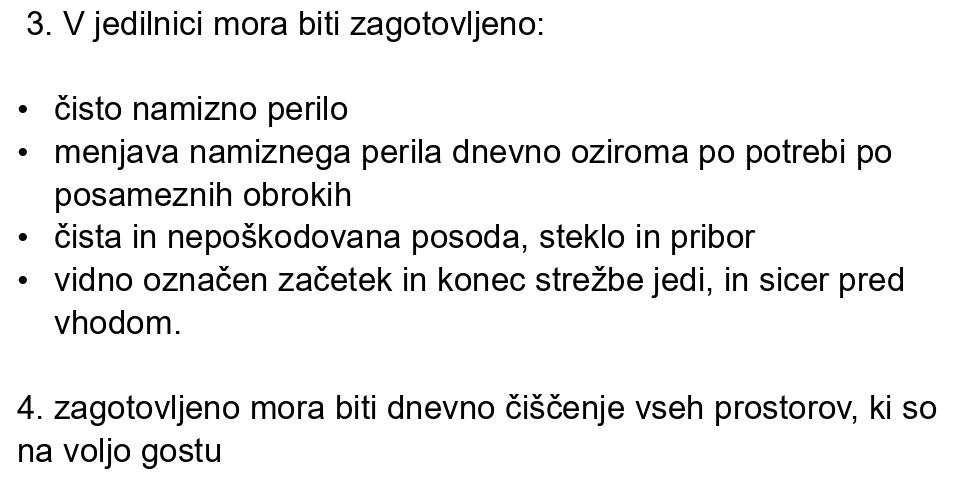 3. V jedilnici mora biti zagotovljeno:
• čisto namizno perilo
• menjava namiznega perila dnevno oziroma po potrebi po
posameznih obrokih
• čista in nepoškodovana posoda, steklo in pribor
• vidno označen začetek in konec strežbe jedi, in sicer pred
vhodom.
4. zagotovljeno mora biti dnevno čiščenje vseh prostorov, ki so
na voljo gostu